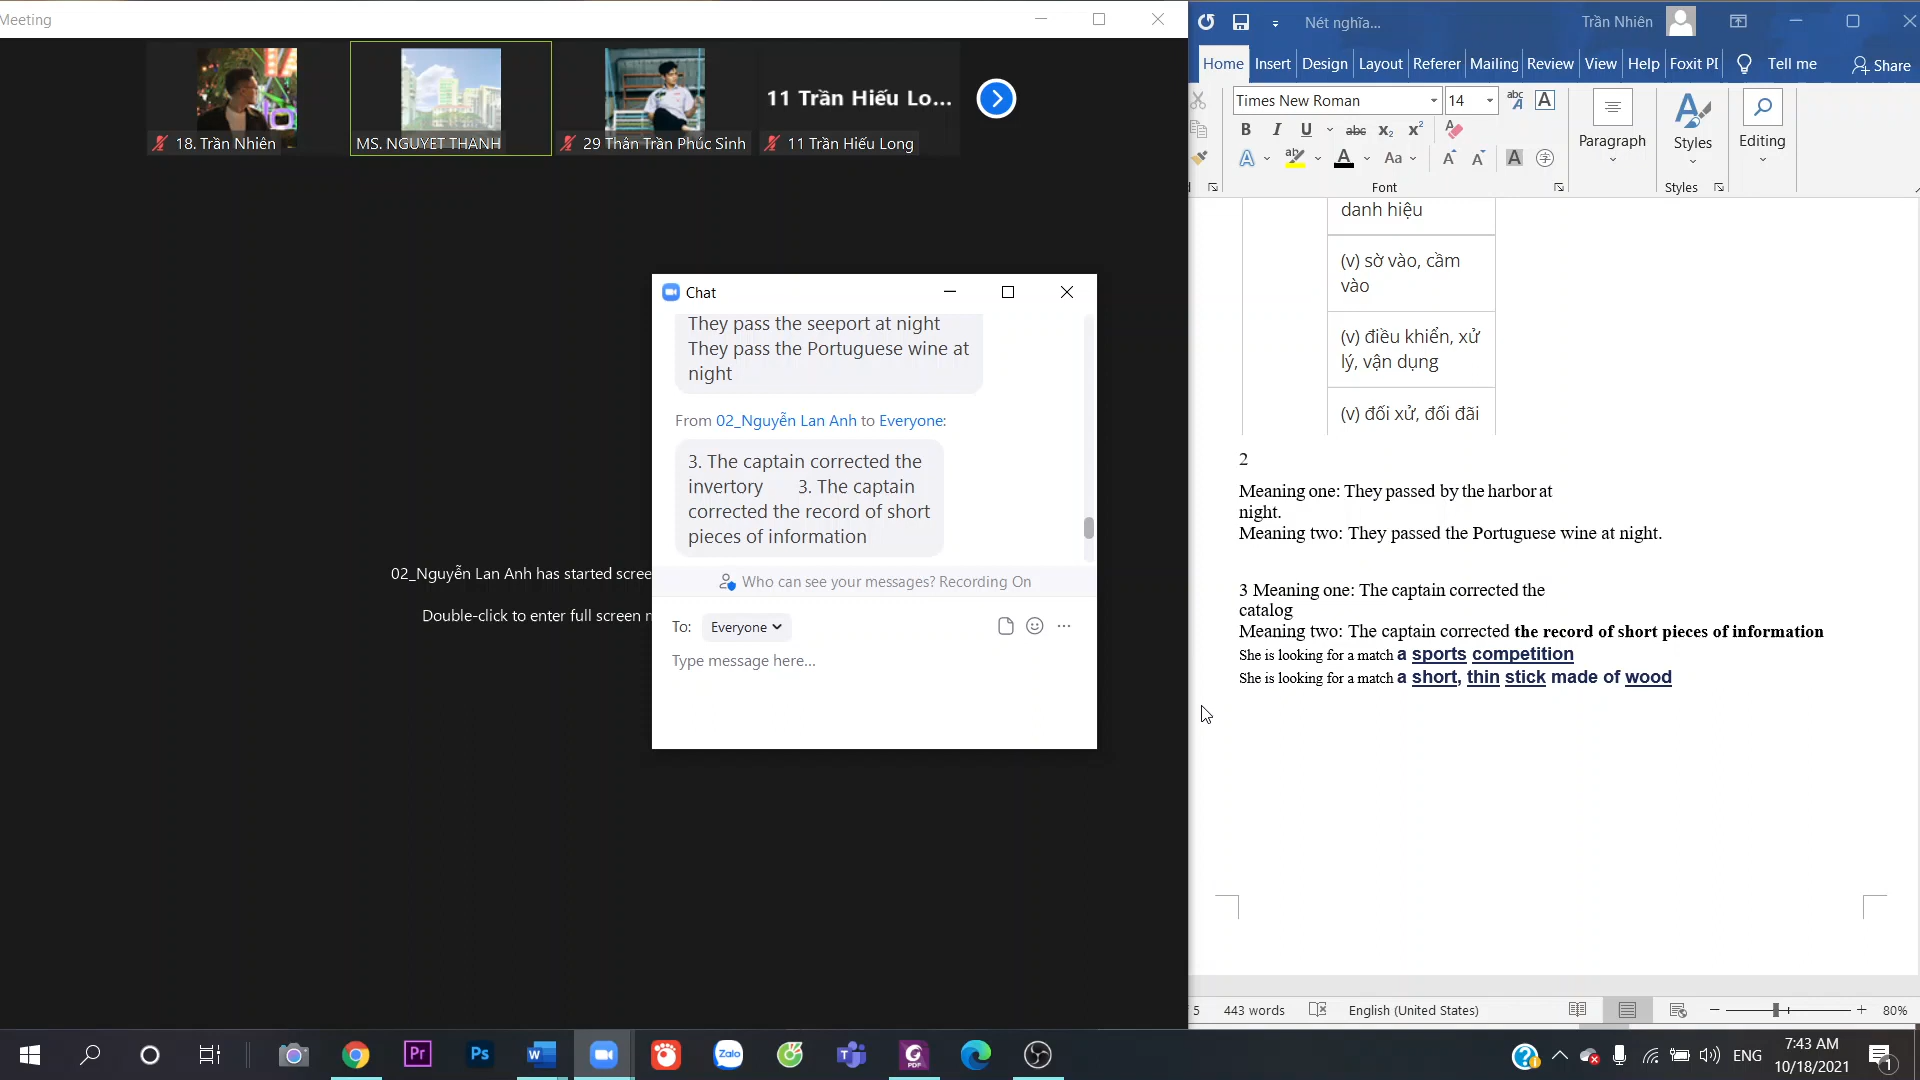 Meeting
18. Trần Nhiên
MS. NGUYET THANH
29 Thân Trần Phúc Sinh
11 Trần Hiếu Lo...
11 Trần Hiếu Long
02_Nguyễn Lan Anh has started scree
Double-click to enter full screen
Chat
They pass the seeport at night
They pass the Portuguese wine at
night
From 02_Nguyễn Lan Anh to Everyone:
3. The captain corrected the
invertory 3. The captain
corrected the record of short
pieces of information
Who can see your messages? Recording On
To: Everyone
Type message here...
Nét nghĩa...
Trần Nhiên
Home Insert Design Layout Referer Mailing Review View Help Foxit PI Tell me Share
Times New Roman 14
B I U abc X₂ X² 
A ab A Aa A A A 字
Paragraph
Styles
Editing
Font
Styles
danh hiệu
(v) sờ vào, cầm
vào
(v) điều khiển, xử
lý, vận dụng
(v) đối xử, đối đãi
2
Meaning one: They passed by the harbor at
night.
Meaning two: They passed the Portuguese wine at night.
3 Meaning one: The captain corrected the
catalog
Meaning two: The captain corrected the record of short pieces of information
She is looking for a match a sports competition
She is looking for a match a short, thin stick made of wood
5 443 words English (United States) 80%
Pr Ps Zalo
ENG
7:43 AM
10/18/2021
1